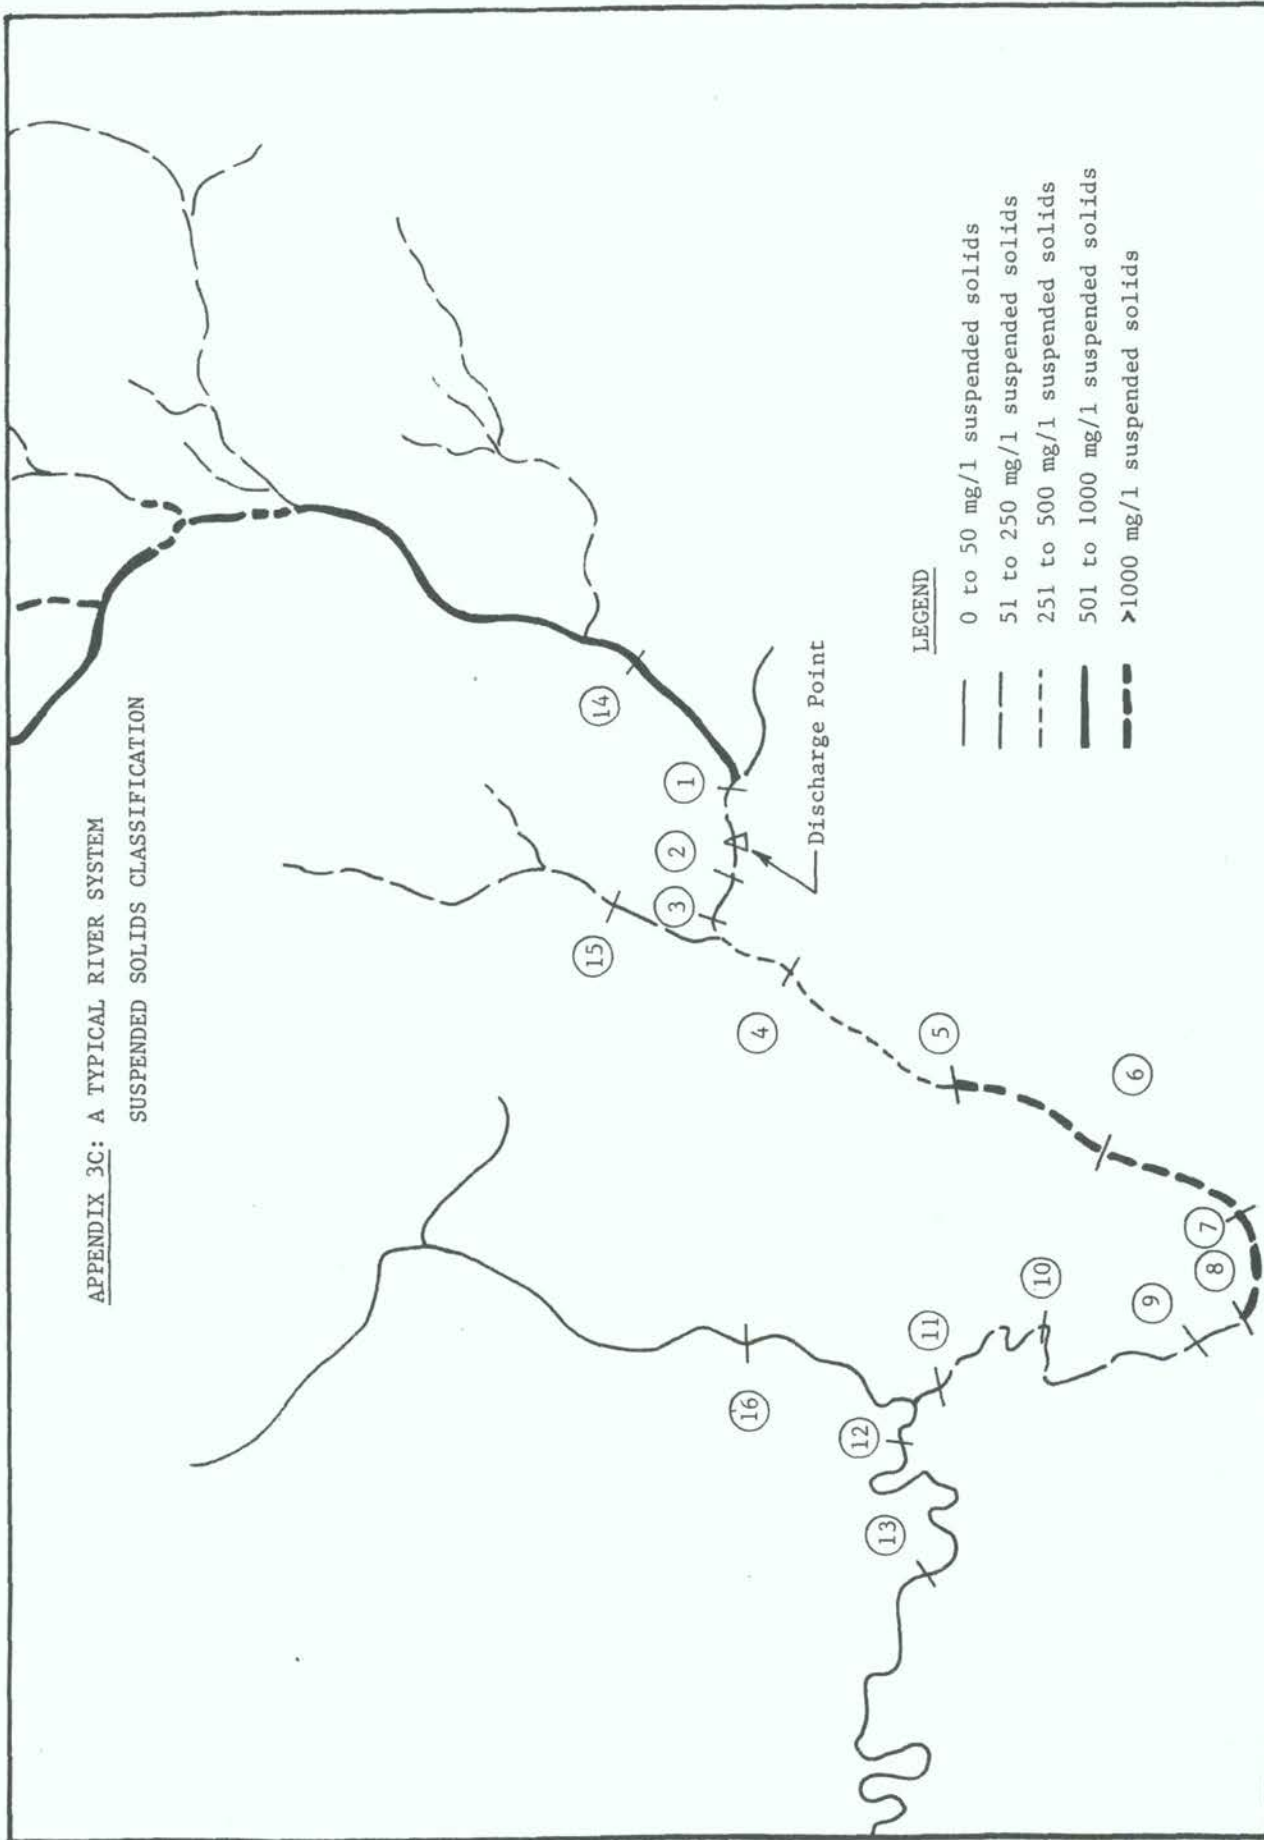 APPENDIX 3C: A TYPICAL RIVER SYSTEM
SUSPENDED SOLIDS CLASSIFICATION
16
15
14
13
12
11
10
9
8
7
6
5
4
3
2
1
Discharge Point
LEGEND
0 to 50 mg/l suspended solids
51 to 250 mg/l suspended solids
251 to 500 mg/l suspended solids
501 to 1000 mg/l suspended solids
>1000 mg/l suspended solids